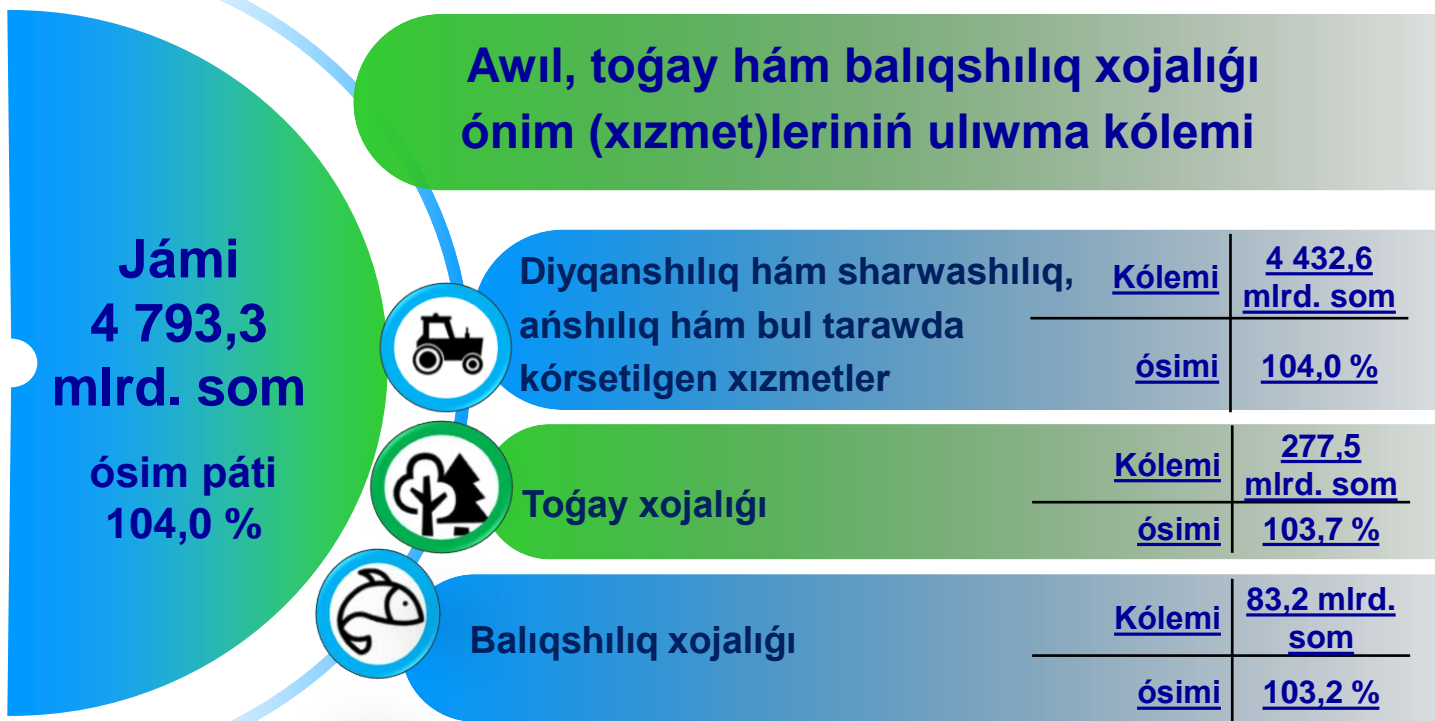 Awıl, toǵay hám balıqshılıq xojalıǵı
ónim (xızmet)leriniń ulıwma kólemi
Jámi
4 793,3
mlrd. som
ósim páti
104,0 %
Diyqanshılıq hám sharwashılıq,
ańshılıq hám bul tarawda
kórsetilgen xızmetler
Kólemi
4 432,6
mlrd. som
ósimi
104,0 %
Toǵay xojalıǵı
Kólemi
277,5
mlrd. som
ósimi
103,7 %
Balıqshılıq xojalıǵı
Kólemi
83,2 mlrd.
som
ósimi
103,2 %